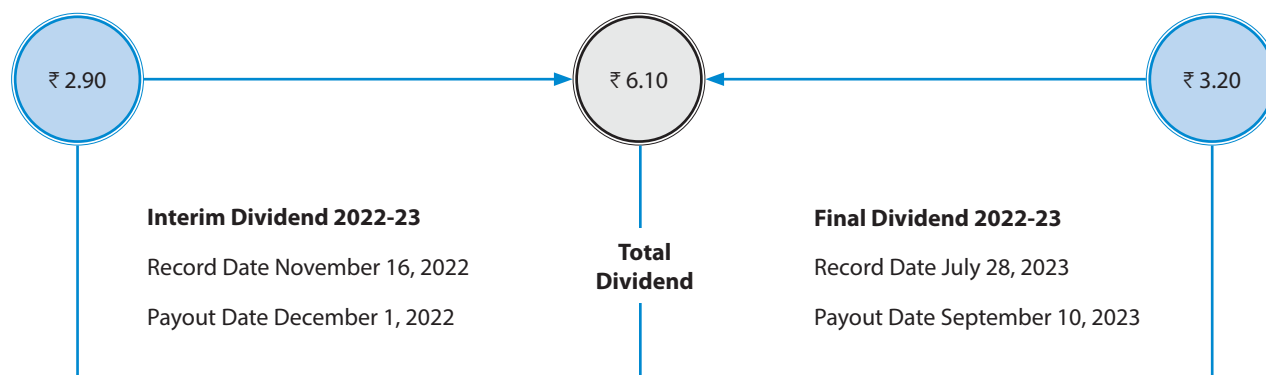 ₹ 2.90
₹ 6.10
₹ 3.20
Interim Dividend 2022-23
Record Date November 16, 2022
Payout Date December 1, 2022
Total
Dividend
Final Dividend 2022-23
Record Date July 28, 2023
Payout Date September 10, 2023